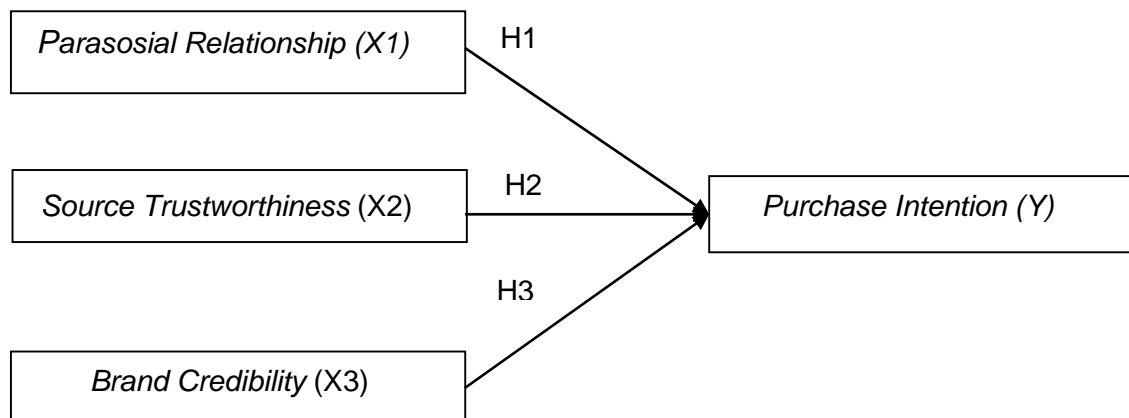 Parasosial Relationship (X1)
H1
Source Trustworthiness (X2)
H2
Purchase Intention (Y)
H3
Brand Credibility (X3)